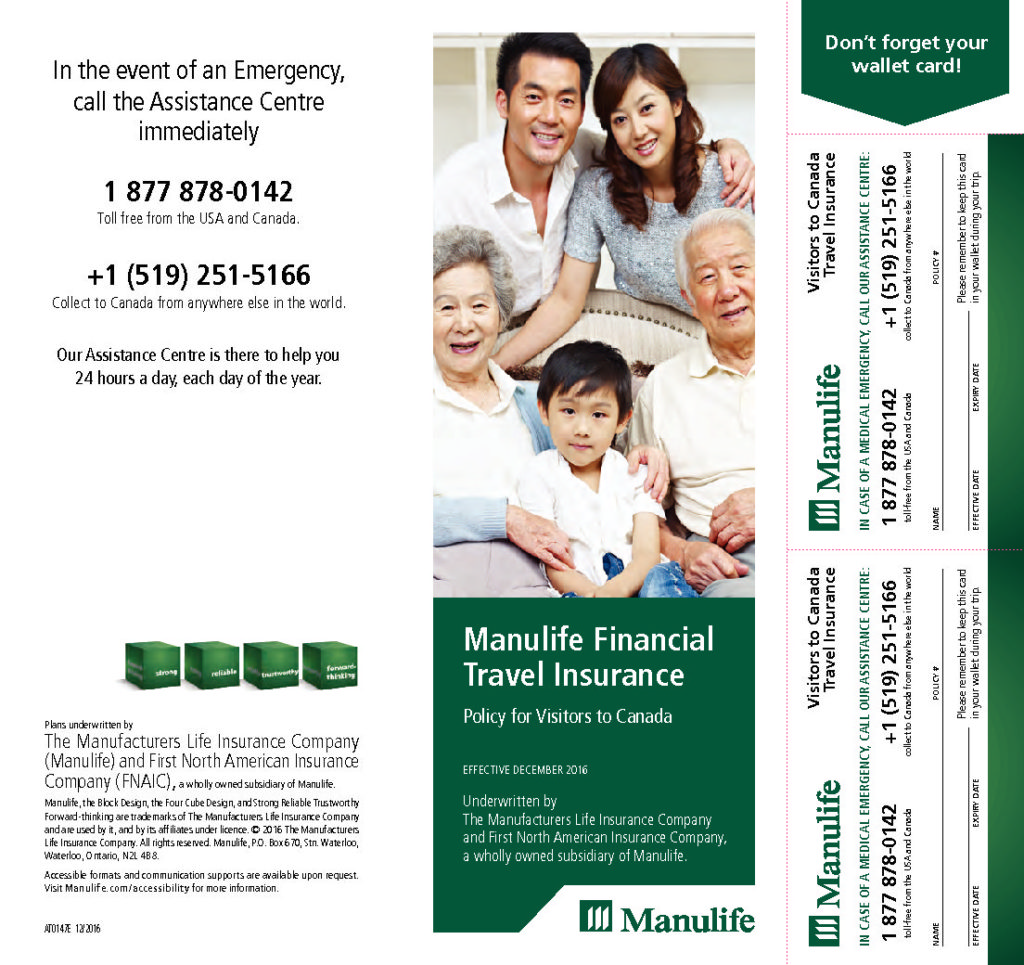 In the event of an Emergency,
call the Assistance Centre
immediately
1 877 878-0142
Toll free from the USA and Canada.
+1 (519) 251-5166
Collect to Canada from anywhere else in the world.
Our Assistance Centre is there to help you
24 hours a day, each day of the year.
strong
reliable
trustworthy
forward-
thinking
Plans underwritten by
The Manufacturers Life Insurance Company
(Manulife) and First North American Insurance
Company (FNAIC), a wholly owned subsidiary of Manulife.
Manulife, the Block Design, the Four Cube Design, and Strong Reliable Trustworthy
Forward-thinking are trademarks of The Manufacturers Life Insurance Company
and are used by it, and by its affiliates under licence. © 2016 The Manufacturers
Life Insurance Company. All rights reserved. Manulife, P.O. Box 670, Stn. Waterloo,
Waterloo, Ontario, N2L 4B8.
Accessible formats and communication supports are available upon request.
Visit Manulife.com/accessibility for more information.
AT0147E 12/2016
Manulife Financial
Travel Insurance
Policy for Visitors to Canada
EFFECTIVE DECEMBER 2016
Underwritten by
The Manufacturers Life Insurance Company
and First North American Insurance Company,
a wholly owned subsidiary of Manulife.
Manulife
Don't forget your
wallet card!
Manulife
Visitors to Canada
Travel Insurance
IN CASE OF A MEDICAL EMERGENCY, CALL OUR ASSISTANCE CENTRE:
1 877 878-0142
+1 (519) 251-5166
toll-free from the USA and Canada
collect to Canada from anywhere else in the world
NAME
POLICY #
Please remember to keep this card
in your wallet during your trip.
EFFECTIVE DATE
EXPIRY DATE
Manulife
Visitors to Canada
Travel Insurance
IN CASE OF A MEDICAL EMERGENCY, CALL OUR ASSISTANCE CENTRE:
1 877 878-0142
+1 (519) 251-5166
toll-free from the USA and Canada
collect to Canada from anywhere else in the world
NAME
POLICY #
Please remember to keep this card
in your wallet during your trip.
EFFECTIVE DATE
EXPIRY DATE